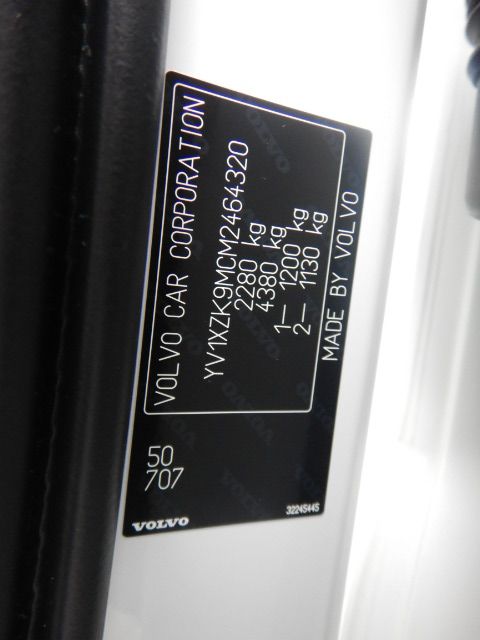 VOLVO CAR CORPORATION
YV1XZK9MCM2464320
2280 kg
4380 kg
1— 1200 kg
2— 1130 kg
MADE BY VOLVO
50
707
VOLVO
32245445